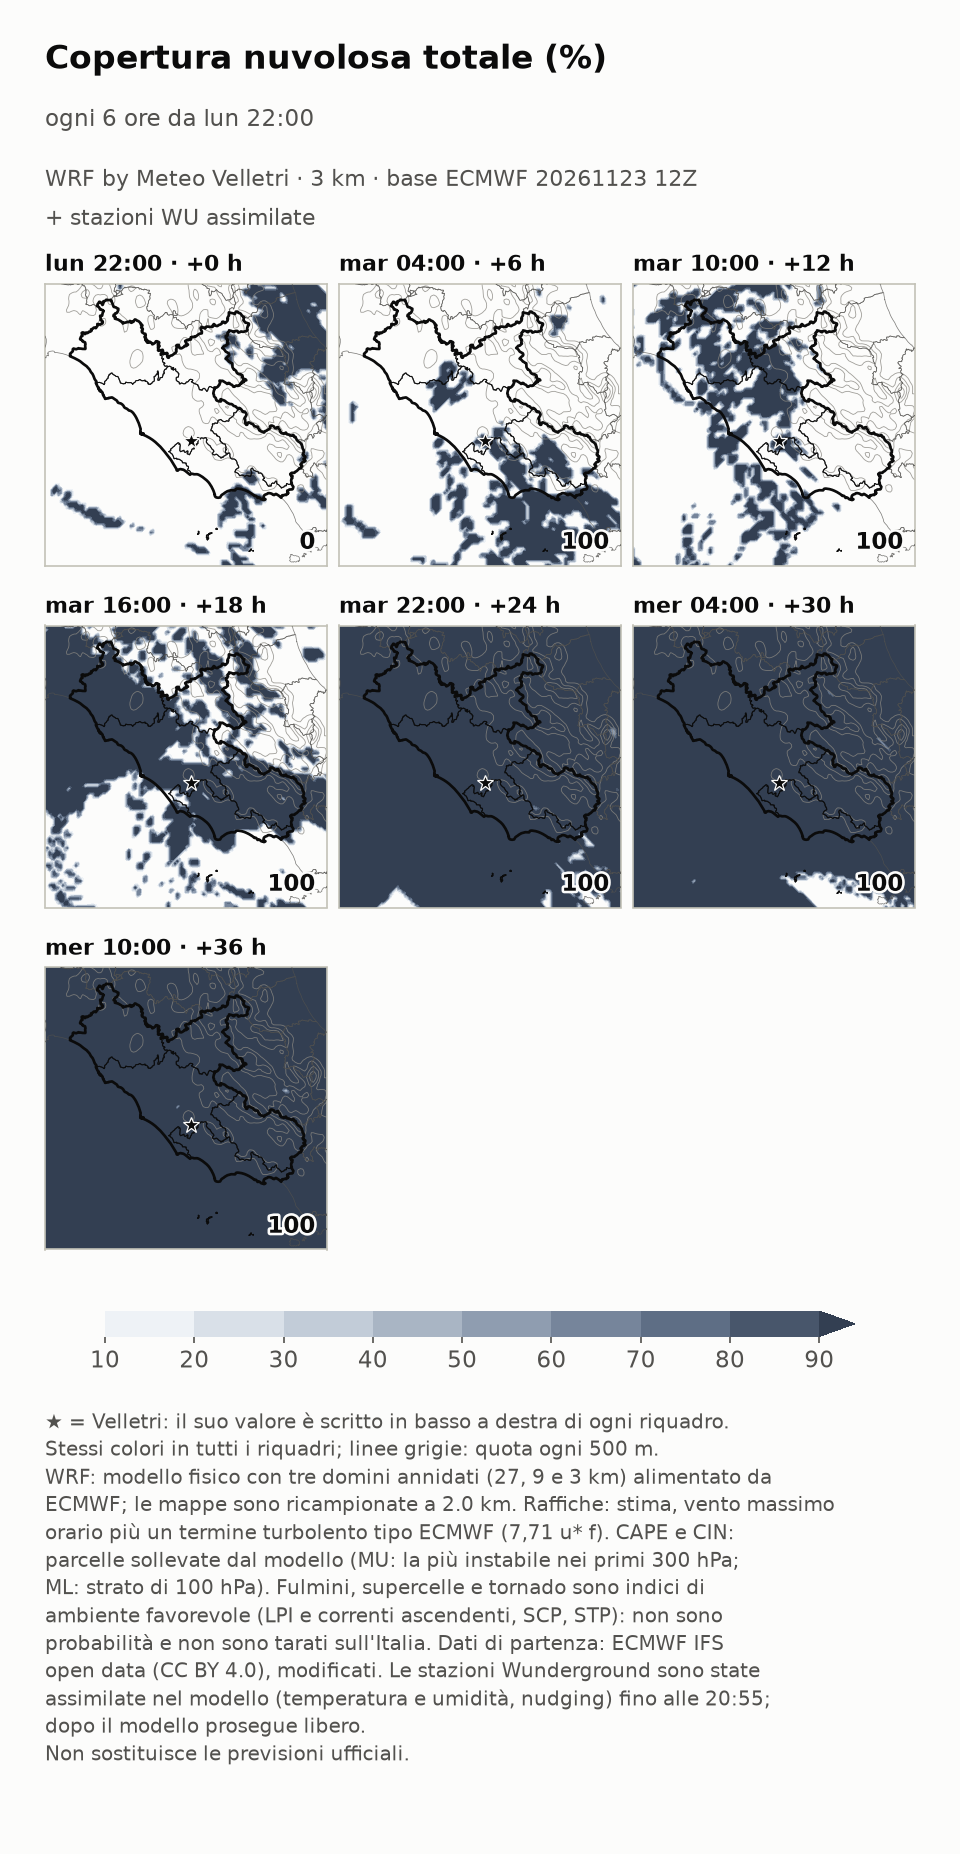 Copertura nuvolosa totale (%)
ogni 6 ore da lun 22:00
WRF by Meteo Velletri · 3 km · base ECMWF 20261123 12Z
+ stazioni WU assimilate
lun 22:00 · +0 h
mar 04:00 · +6 h
mar 10:00 · +12 h
0
100
100
mar 16:00 · +18 h
mar 22:00 · +24 h
mer 04:00 · +30 h
100
100
100
mer 10:00 · +36 h
100
10 20 30 40 50 60 70 80 90
★ = Velletri: il suo valore è scritto in basso a destra di ogni riquadro.
Stessi colori in tutti i riquadri; linee grigie: quota ogni 500 m.
WRF: modello fisico con tre domini annidati (27, 9 e 3 km) alimentato da
ECMWF; le mappe sono ricampionate a 2.0 km. Raffiche: stima, vento massimo
orario più un termine turbolento tipo ECMWF (7,71 u* f). CAPE e CIN:
parcelle sollevate dal modello (MU: la più instabile nei primi 300 hPa;
ML: strato di 100 hPa). Fulmini, supercelle e tornado sono indici di
ambiente favorevole (LPI e correnti ascendenti, SCP, STP): non sono
probabilità e non sono tarati sull'Italia. Dati di partenza: ECMWF IFS
open data (CC BY 4.0), modificati. Le stazioni Wunderground sono state
assimilate nel modello (temperatura e umidità, nudging) fino alle 20:55;
dopo il modello prosegue libero.
Non sostituisce le previsioni ufficiali.